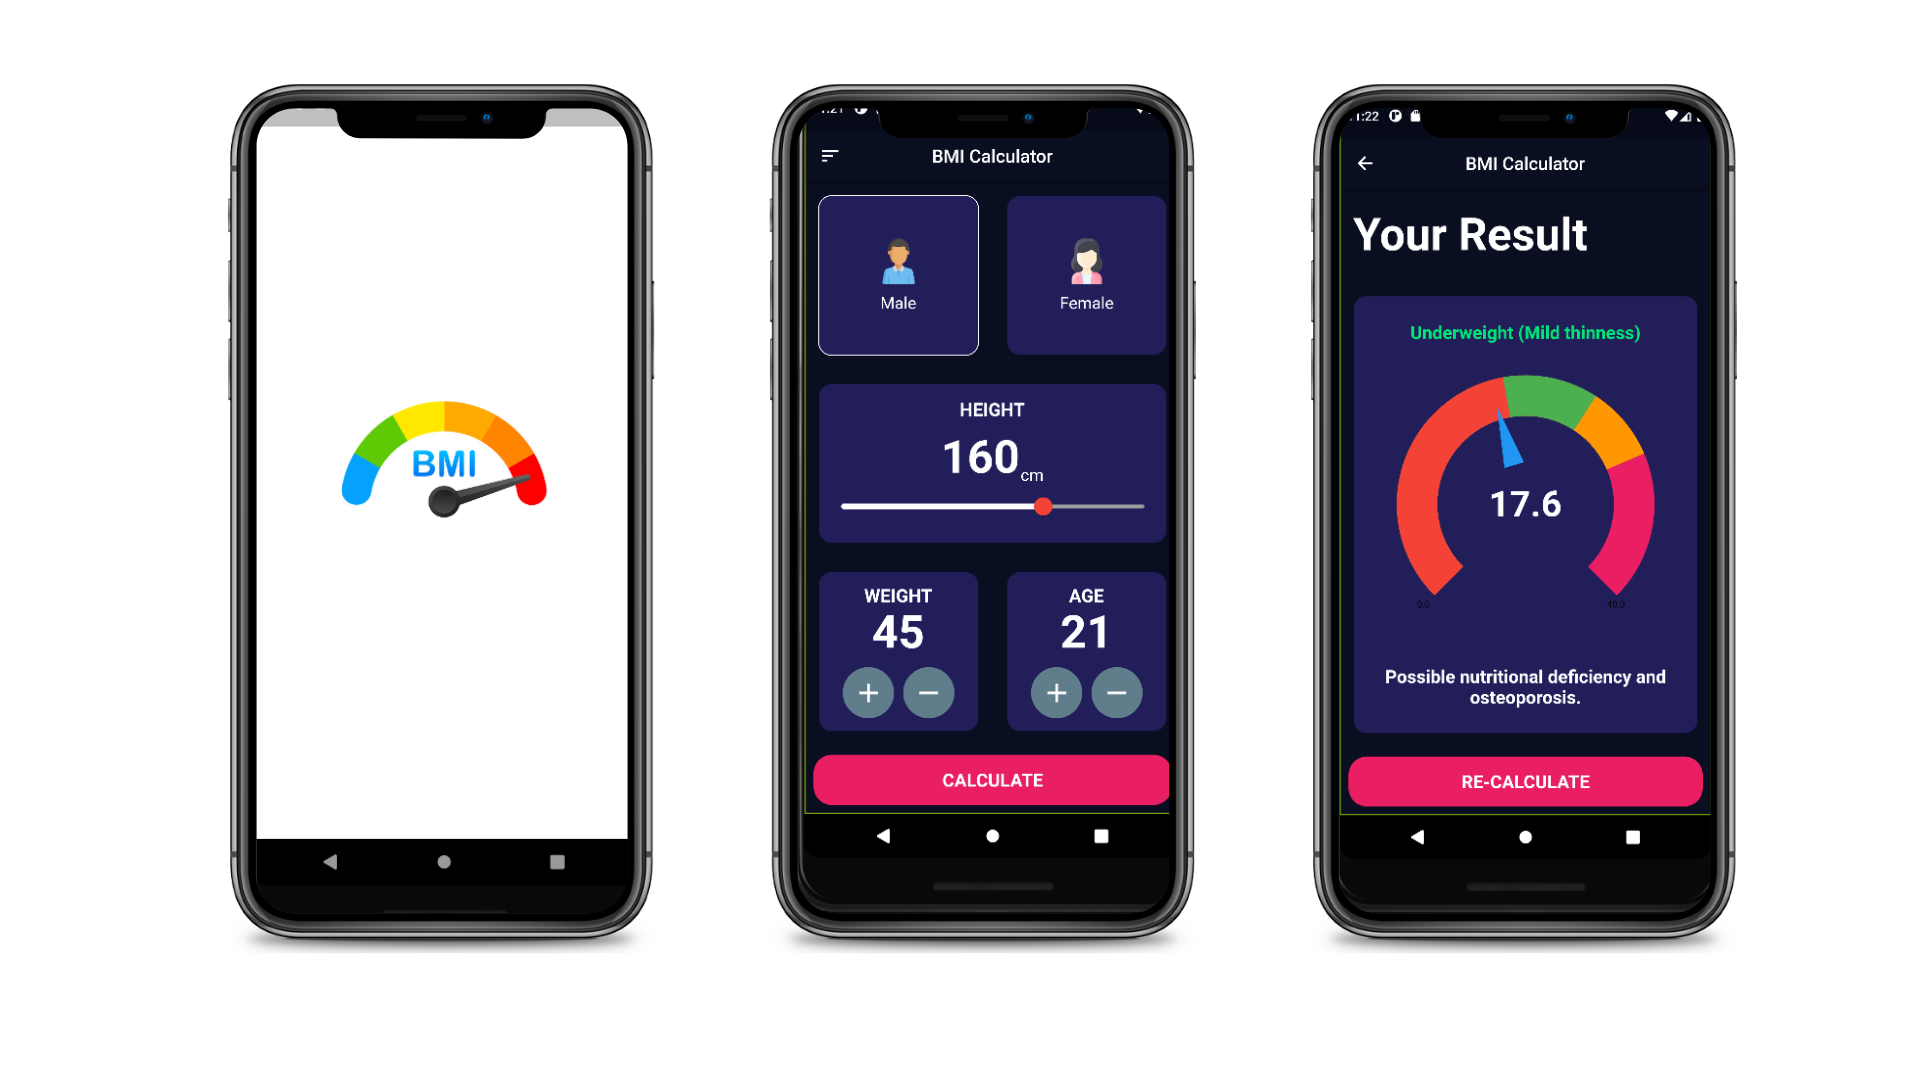 BMI
BMI Calculator
Male
Female
HEIGHT
160 cm
WEIGHT
45
AGE
21
CALCULATE
1:22
BMI Calculator
Your Result
Underweight (Mild thinness)
17.6
0.0
40.0
Possible nutritional deficiency and
osteoporosis.
RE-CALCULATE